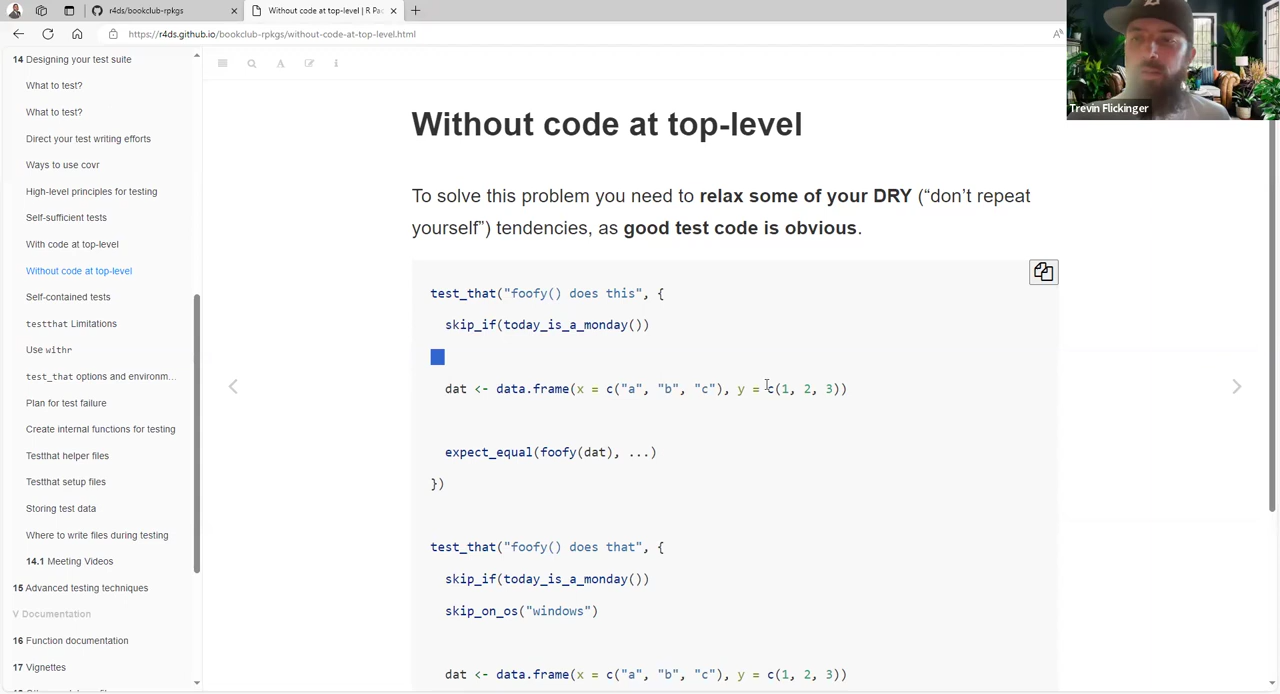 r4ds/bookclub-rpkgs
Without code at top-level | R Pac
https://r4ds.github.io/bookclub-rpkgs/without-code-at-top-level.html
Trevin Flickinger
14 Designing your test suite
What to test?
What to test?
Direct your test writing efforts
Ways to use covr
High-level principles for testing
Self-sufficient tests
With code at top-level
Without code at top-level
Self-contained tests
testthat Limitations
Use withr
test_that options and environm...
Plan for test failure
Create internal functions for testing
Testthat helper files
Testthat setup files
Storing test data
Where to write files during testing
14.1 Meeting Videos
15 Advanced testing techniques
V Documentation
16 Function documentation
17 Vignettes
Without code at top-level
To solve this problem you need to relax some of your DRY (“don’t repeat
yourself”) tendencies, as good test code is obvious.
test_that("foofy() does this", {
  skip_if(today_is_a_monday())
  dat <- data.frame(x = c("a", "b", "c"), y = c(1, 2, 3))
  expect_equal(foofy(dat), ...)
})
test_that("foofy() does that", {
  skip_if(today_is_a_monday())
  skip_on_os("windows")
  dat <- data.frame(x = c("a", "b", "c"), y = c(1, 2, 3))